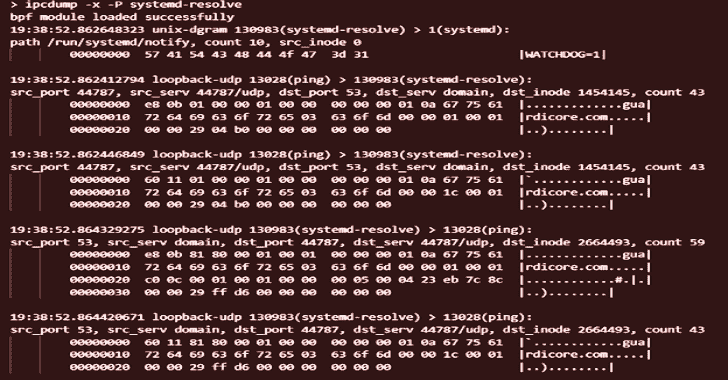 > ipcdump -x -P systemd-resolve
bpf module loaded successfully
19:38:52.862648323 unix-dgram 130983(systemd-resolve) > 1(systemd):
path /run/systemd/notify, count 10, src_inode 0
00000000 57 41 54 43 48 44 4f 47 3d 31 |WATCHDOG=1|
19:38:52.862412794 loopback-udp 13028(ping) > 130983(systemd-resolve):
src_port 44787, src_serv 44787/udp, dst_port 53, dst_serv domain, dst_inode 1454145, count 43
00000000 e8 0b 01 00 00 01 00 00 00 00 00 01 0a 67 75 61 |.............gua|
00000010 72 64 69 63 6f 72 65 03 63 6f 6d 00 00 01 00 01 |rdicore.com.....|
00000020 00 00 29 04 b0 00 00 00 00 00 00 |..)........|
19:38:52.862446849 loopback-udp 13028(ping) > 130983(systemd-resolve):
src_port 44787, src_serv 44787/udp, dst_port 53, dst_serv domain, dst_inode 1454145, count 43
00000000 60 11 01 00 00 01 00 00 00 00 00 01 0a 67 75 61 |`............gua|
00000010 72 64 69 63 6f 72 65 03 63 6f 6d 00 00 1c 00 01 |rdicore.com.....|
00000020 00 00 29 04 b0 00 00 00 00 00 00 |..)........|
19:38:52.864329275 loopback-udp 130983(systemd-resolve) > 13028(ping):
src_port 53, src_serv domain, dst_port 44787, dst_serv 44787/udp, dst_inode 2664493, count 59
00000000 e8 0b 81 80 00 01 00 01 00 00 00 01 0a 67 75 61 |.............gua|
00000010 72 64 69 63 6f 72 65 03 63 6f 6d 00 00 01 00 01 |rdicore.com.....|
00000020 c0 0c 00 01 00 01 00 00 00 05 00 04 23 eb 7c 8c |............#.|.|
00000030 00 00 29 ff d6 00 00 00 00 00 00 |..)........|
19:38:52.864420671 loopback-udp 130983(systemd-resolve) > 13028(ping):
src_port 53, src_serv domain, dst_port 44787, dst_serv 44787/udp, dst_inode 2664493, count 43
00000000 60 11 81 80 00 01 00 00 00 00 00 01 0a 67 75 61 |`............gua|
00000010 72 64 69 63 6f 72 65 03 63 6f 6d 00 00 1c 00 01 |rdicore.com.....|
00000020 00 00 29 ff d6 00 00 00 00 00 00 |..)........|